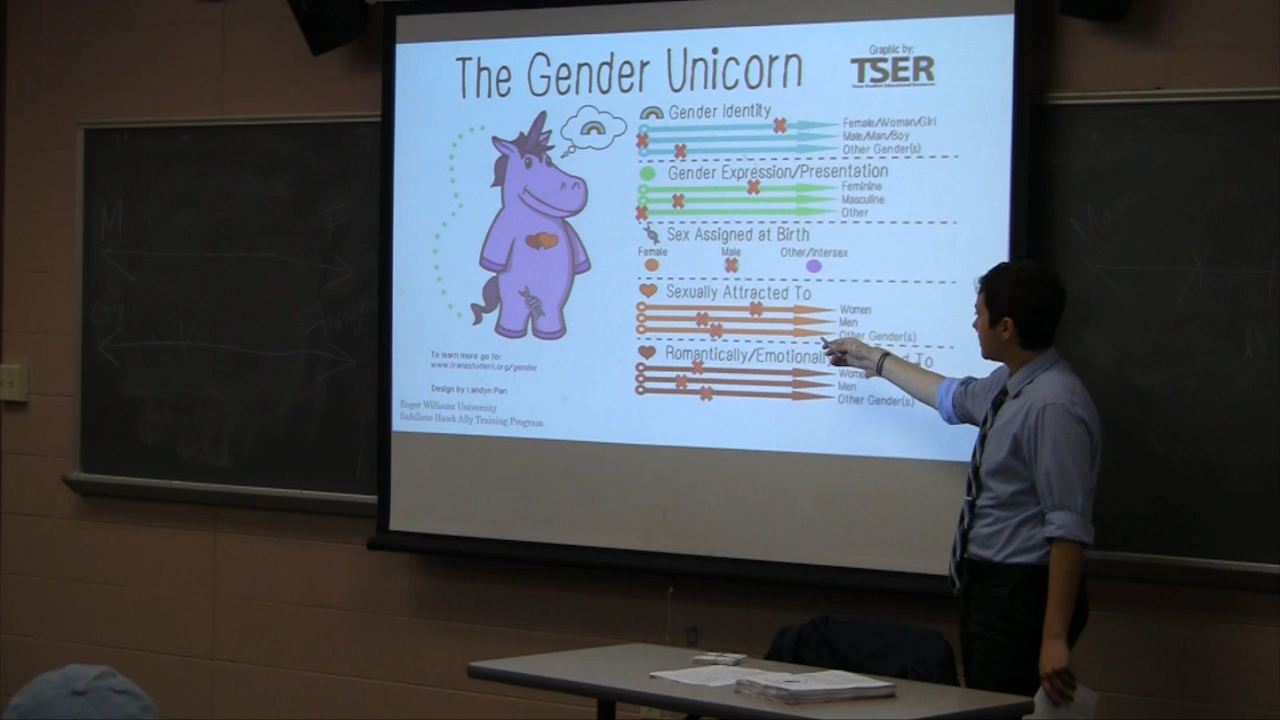 The Gender Unicorn
Graphic by:
TSER
Gender Identity
Female/Woman/Girl
Male/Man/Boy
Other Gender(s)
Gender Expression/Presentation
Feminine
Masculine
Other
Sex Assigned at Birth
Female
Male
Other/Intersex
Sexually Attracted To
Women
Men
Other Gender(s)
Romantically/Emotionally To
Men
Other Gender(s)
To learn more go to:
www.transstudent.org/gender
Design by Landyn Pan
Roger Williams University
SafeZone Hawk Ally Training Program
M F